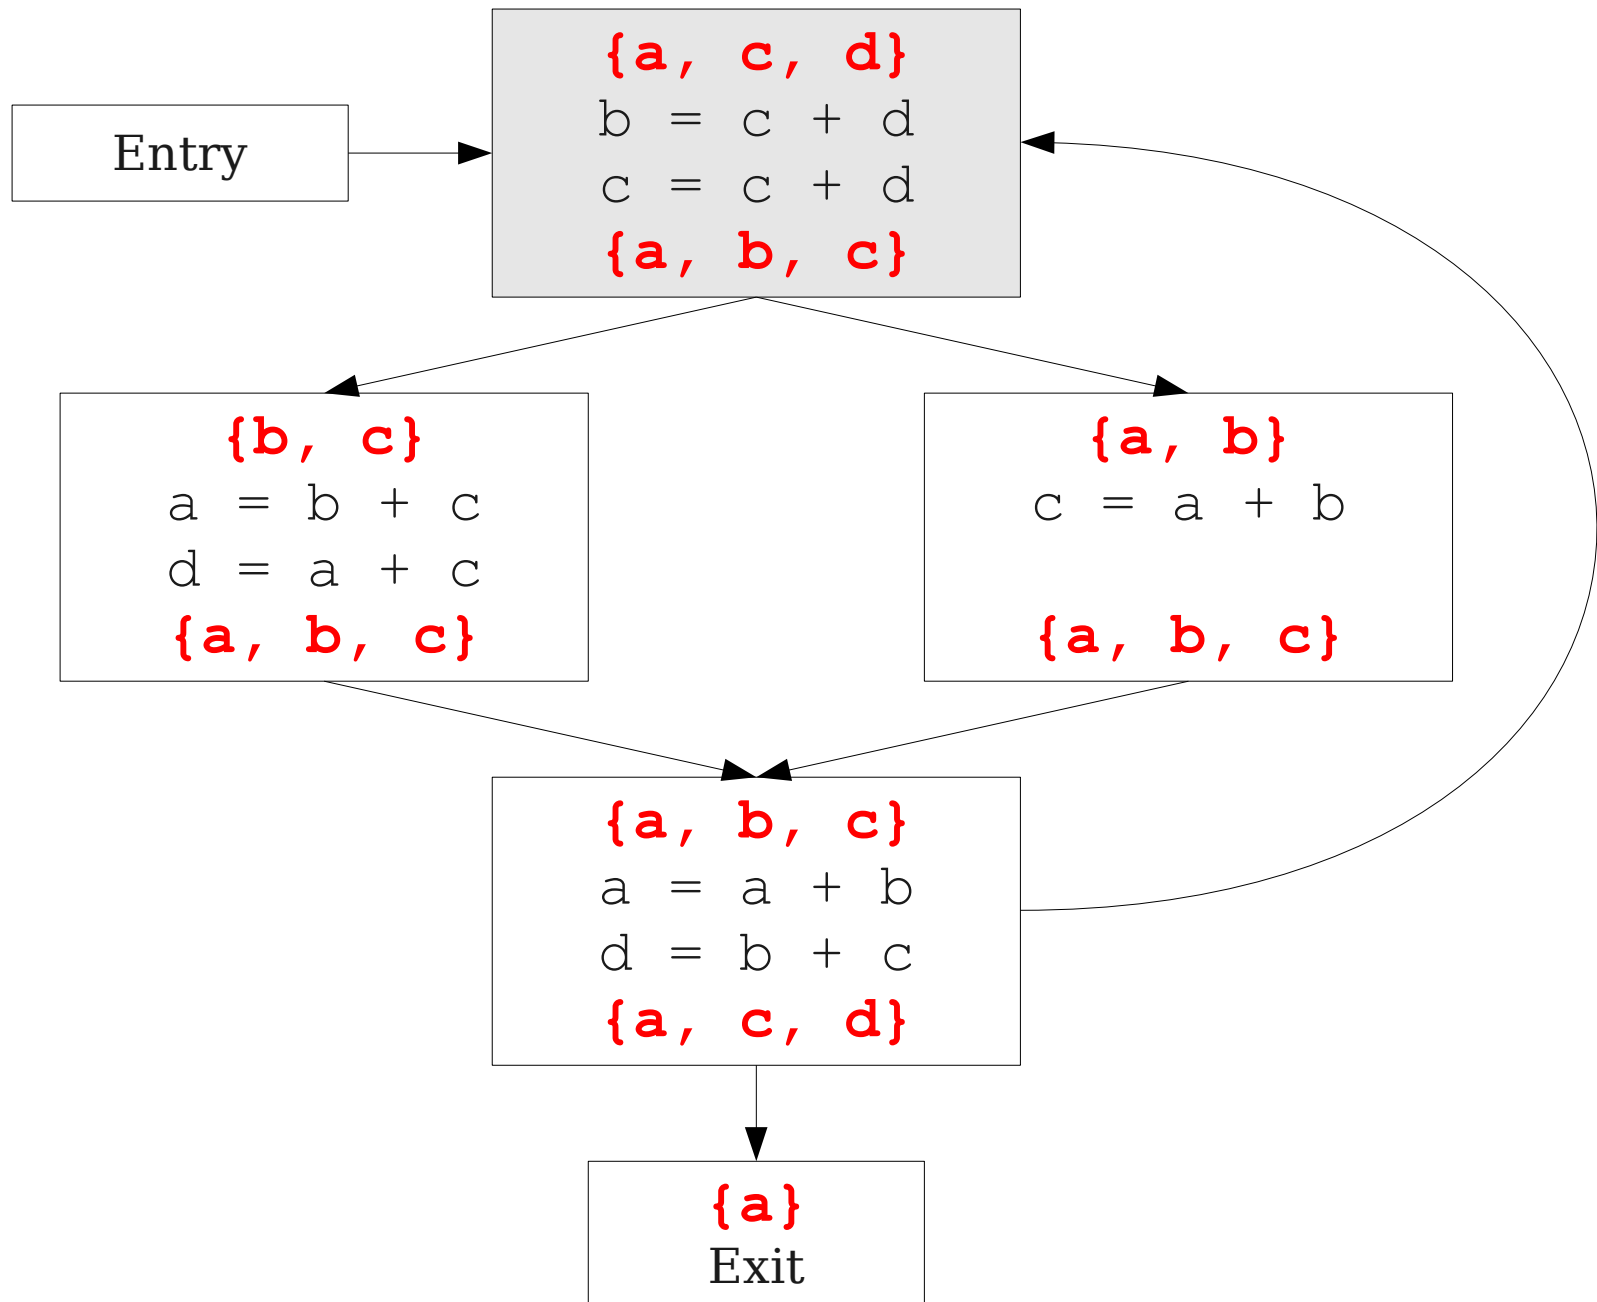 {a, c, d}
b = c + d
c = c + d
{a, b, c}
Entry
{b, c}
a = b + c
d = a + c
{a, b, c}
{a, b}
c = a + b
{a, b, c}
{a, b, c}
a = a + b
d = b + c
{a, c, d}
{a}
Exit